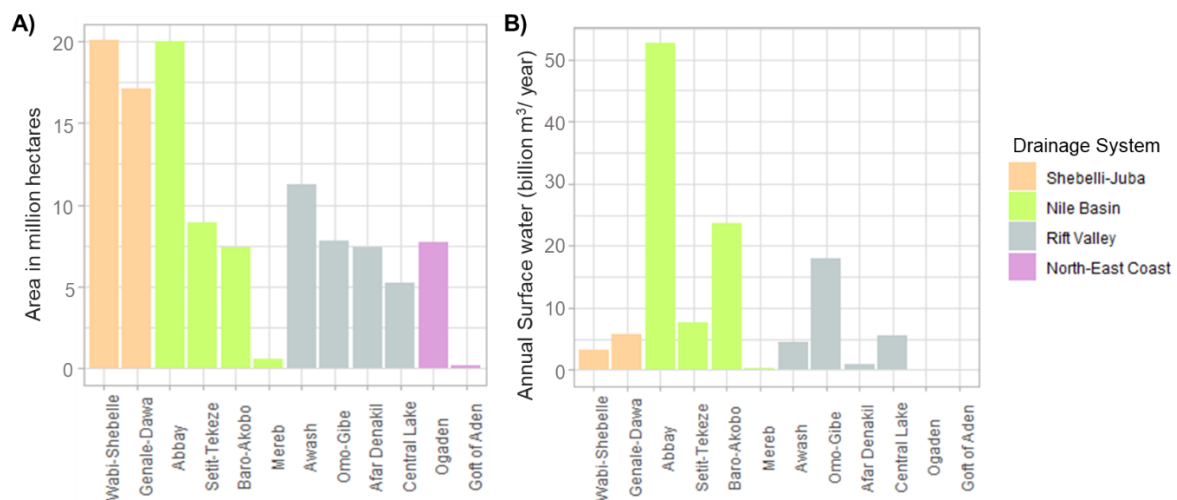 A)
Area in million hectares
20
15
10
5
0
Wabi-Shebelle
Genale-Dawa
Abbay
Setit-Tekeze
Baro-Akobo
Mereb
Awash
Omo-Gibe
Afar Denakil
Central Lake
Ogaden
Goft of Aden
B)
Annual Surface water (billion m³/ year)
50
40
30
20
10
0
Wabi-Shebelle
Genale-Dawa
Abbay
Setit-Tekeze
Baro-Akobo
Mereb
Awash
Omo-Gibe
Afar Denakil
Central Lake
Ogaden
Goft of Aden
Drainage System
Shebelli-Juba
Nile Basin
Rift Valley
North-East Coast